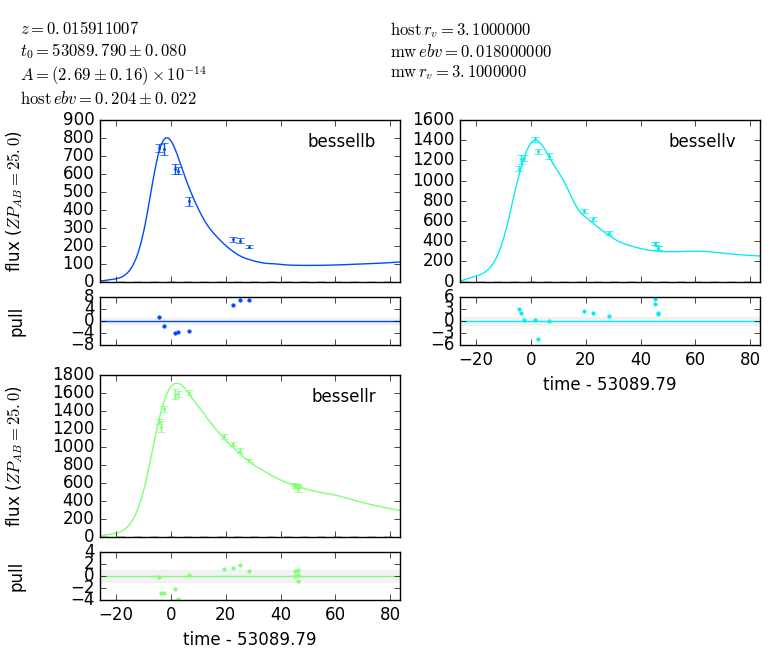 z = 0.015911007
t0 = 53089.790 ± 0.080
A = (2.69 ± 0.16) × 10^−14
host ebv = 0.204 ± 0.022
host r_v = 3.1000000
mw ebv = 0.018000000
mw r_v = 3.1000000
flux (ZP_AB = 25.0)
900
800
700
600
500
400
300
200
100
0
bessellb
pull
8
4
0
−4
−8
1600
1400
1200
1000
800
600
400
200
0
bessellv
6
3
0
−3
−6
−20 0 20 40 60 80
time - 53089.79
flux (ZP_AB = 25.0)
1800
1600
1400
1200
1000
800
600
400
200
0
bessellr
pull
4
2
0
−2
−4
−20 0 20 40 60 80
time - 53089.79